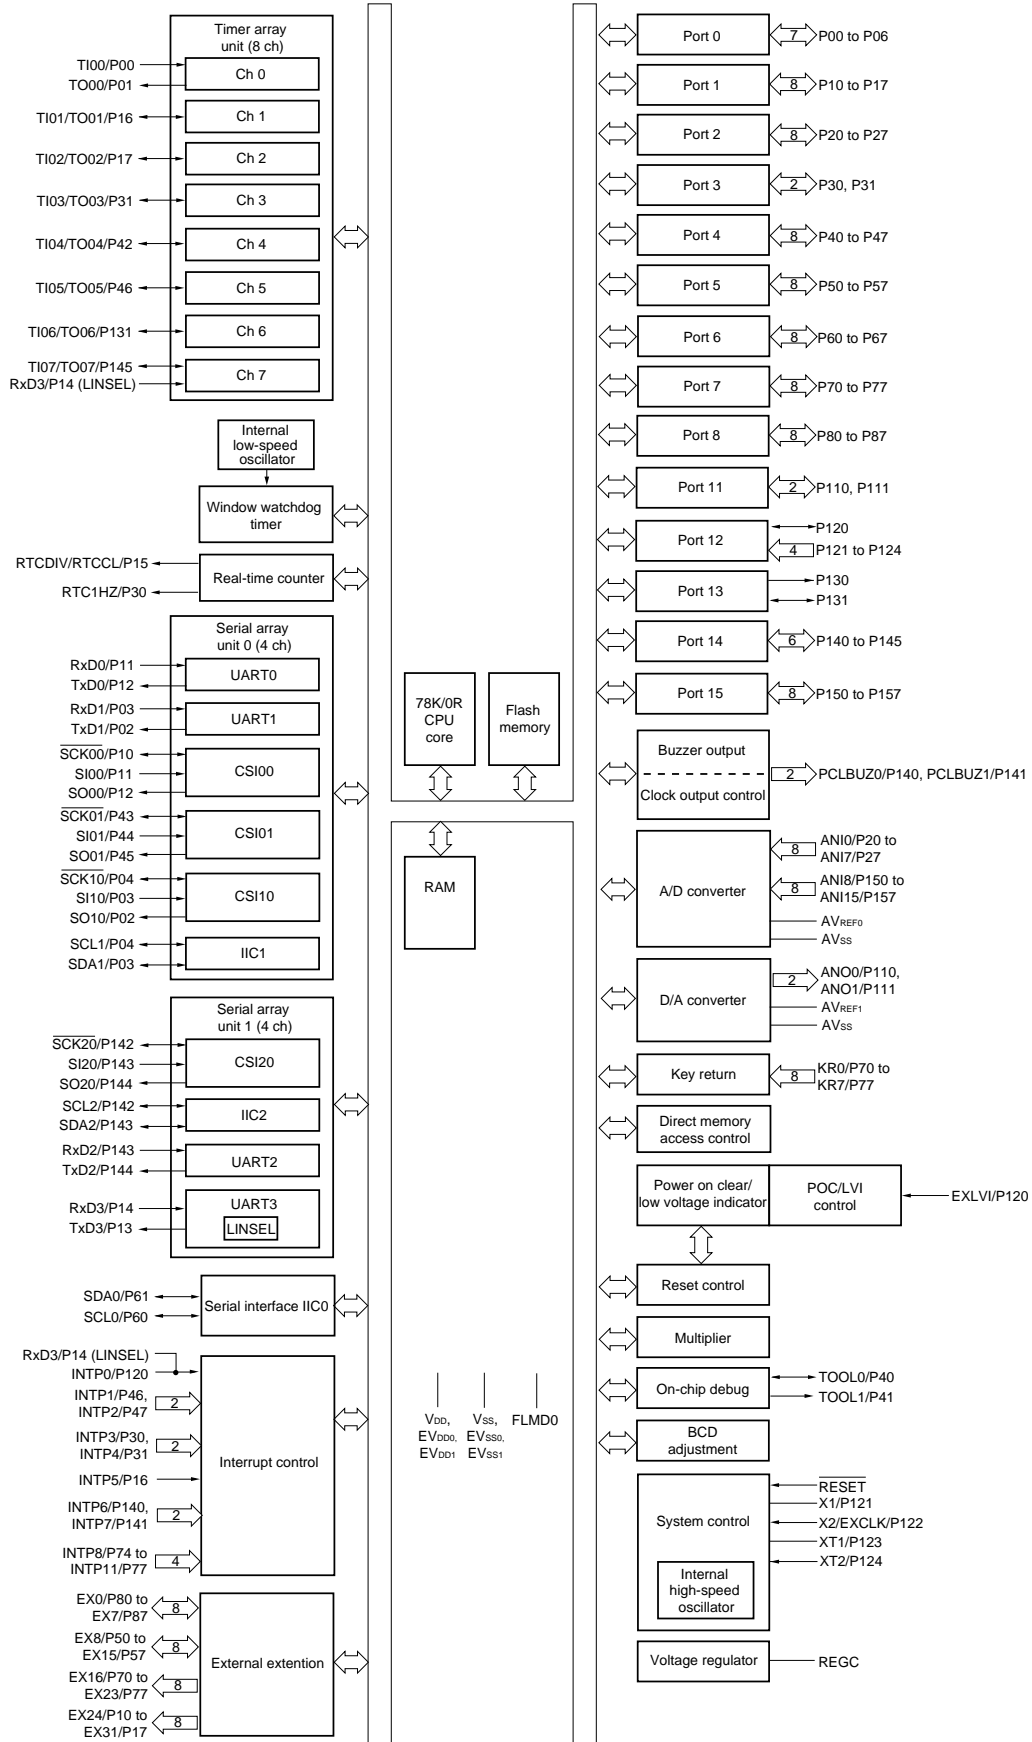 Timer array
unit (8 ch)
TI00/P00
TO00/P01
Ch 0
TI01/TO01/P16
Ch 1
TI02/TO02/P17
Ch 2
TI03/TO03/P31
Ch 3
TI04/TO04/P42
Ch 4
TI05/TO05/P46
Ch 5
TI06/TO06/P131
Ch 6
TI07/TO07/P145
RxD3/P14 (LINSEL)
Ch 7
Internal
low-speed
oscillator
Window watchdog
timer
RTCDIV/RTCCL/P15
RTC1HZ/P30
Real-time counter
Serial array
unit 0 (4 ch)
RxD0/P11
TxD0/P12
UART0
RxD1/P03
TxD1/P02
UART1
SCK00/P10
SI00/P11
SO00/P12
CSI00
SCK01/P43
SI01/P44
SO01/P45
CSI01
SCK10/P04
SI10/P03
SO10/P02
CSI10
SCL1/P04
SDA1/P03
IIC1
Serial array
unit 1 (4 ch)
SCK20/P142
SI20/P143
SO20/P144
CSI20
SCL2/P142
SDA2/P143
IIC2
RxD2/P143
TxD2/P144
UART2
RxD3/P14
TxD3/P13
UART3
LINSEL
SDA0/P61
SCL0/P60
Serial interface IIC0
RxD3/P14 (LINSEL)
INTP0/P120
INTP1/P46,
INTP2/P47
2
INTP3/P30,
INTP4/P31
2
INTP5/P16
INTP6/P140,
INTP7/P141
2
INTP8/P74 to
INTP11/P77
4
Interrupt control
EX0/P80 to
EX7/P87
8
EX8/P50 to
EX15/P57
8
EX16/P70 to
EX23/P77
8
EX24/P10 to
EX31/P17
8
External extention
78K/0R
CPU
core
Flash
memory
RAM
VDD,
EVDD0,
EVDD1
VSS,
EVSS0,
EVSS1
FLMD0
Port 0
7
P00 to P06
Port 1
8
P10 to P17
Port 2
8
P20 to P27
Port 3
2
P30, P31
Port 4
8
P40 to P47
Port 5
8
P50 to P57
Port 6
8
P60 to P67
Port 7
8
P70 to P77
Port 8
8
P80 to P87
Port 11
2
P110, P111
Port 12
P120
4
P121 to P124
Port 13
P130
P131
Port 14
6
P140 to P145
Port 15
8
P150 to P157
Buzzer output
Clock output control
2
PCLBUZ0/P140, PCLBUZ1/P141
A/D converter
8
ANI0/P20 to
ANI7/P27
8
ANI8/P150 to
ANI15/P157
AVREF0
AVSS
D/A converter
2
ANO0/P110,
ANO1/P111
AVREF1
AVSS
Key return
8
KR0/P70 to
KR7/P77
Direct memory
access control
Power on clear/
low voltage indicator
POC/LVI
control
EXLVI/P120
Reset control
Multiplier
On-chip debug
TOOL0/P40
TOOL1/P41
BCD
adjustment
System control
RESET
X1/P121
X2/EXCLK/P122
XT1/P123
XT2/P124
Internal
high-speed
oscillator
Voltage regulator
REGC